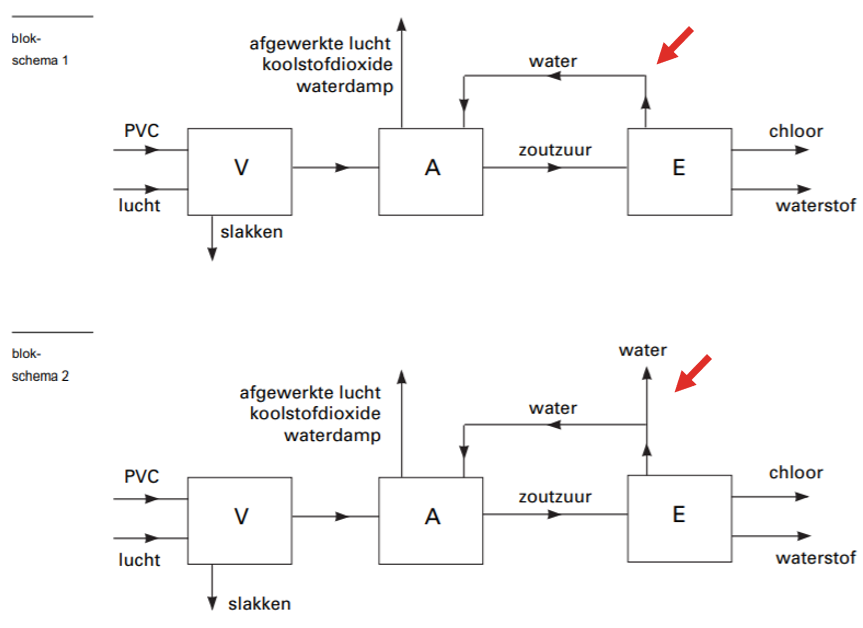 blok-
schema 1
afgewerkte lucht
koolstofdioxide
waterdamp
water
PVC
V
A
zoutzuur
E
chloor
lucht
waterstof
slakken
blok-
schema 2
water
afgewerkte lucht
koolstofdioxide
waterdamp
water
PVC
V
A
zoutzuur
E
chloor
lucht
waterstof
slakken